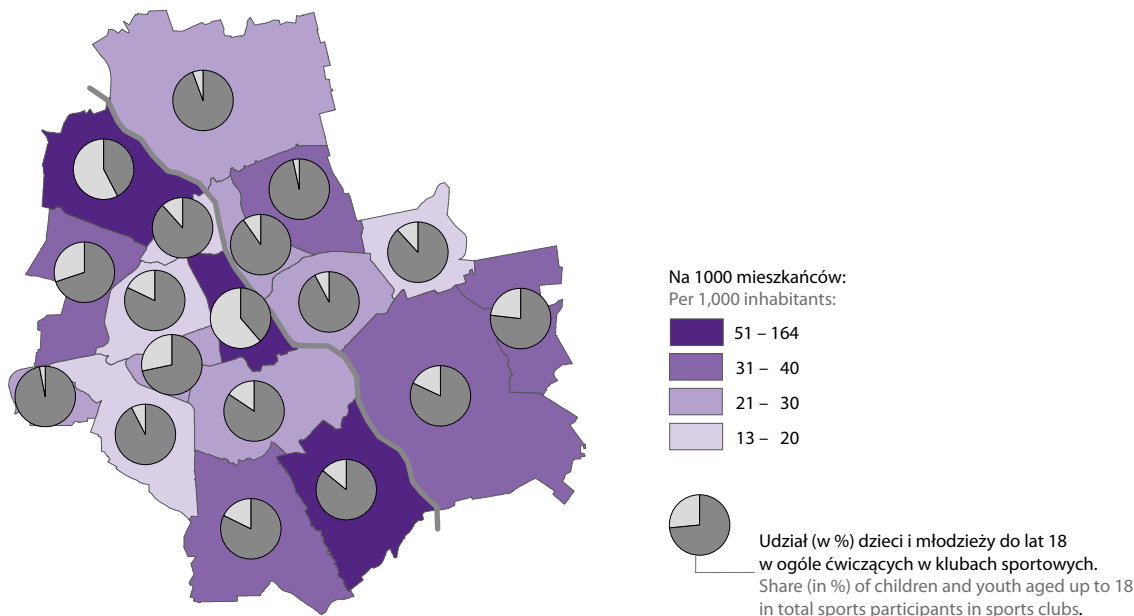 Na 1000 mieszkańców:
Per 1,000 inhabitants:
51 – 164
31 – 40
21 – 30
13 – 20
Udział (w %) dzieci i młodzieży do lat 18
w ogóle ćwiczących w klubach sportowych.
Share (in %) of children and youth aged up to 18
in total sports participants in sports clubs.